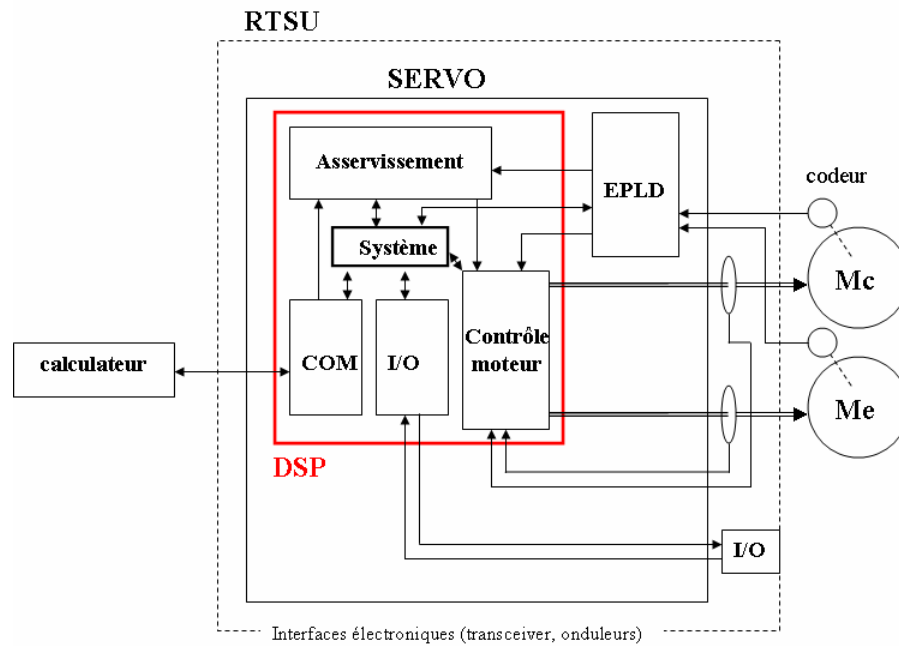 RTSU
SERVO
Asservissement
EPLD
codeur
Système
Mc
COM
I/O
Contrôle
moteur
calculateur
Me
DSP
I/O
Interfaces électroniques (transceiver, onduleurs)